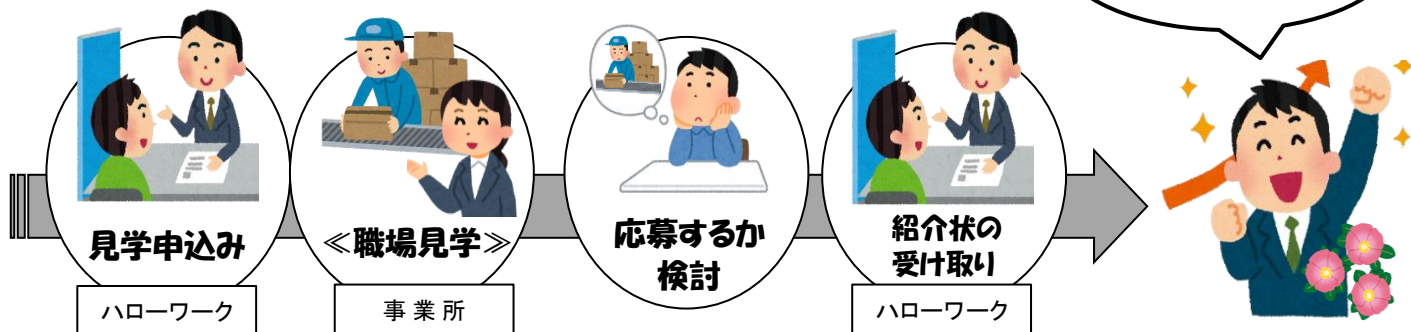 見学申込み
ハローワーク
≪職場見学≫
事業所
応募するか
検討
紹介状の
受け取り
ハローワーク